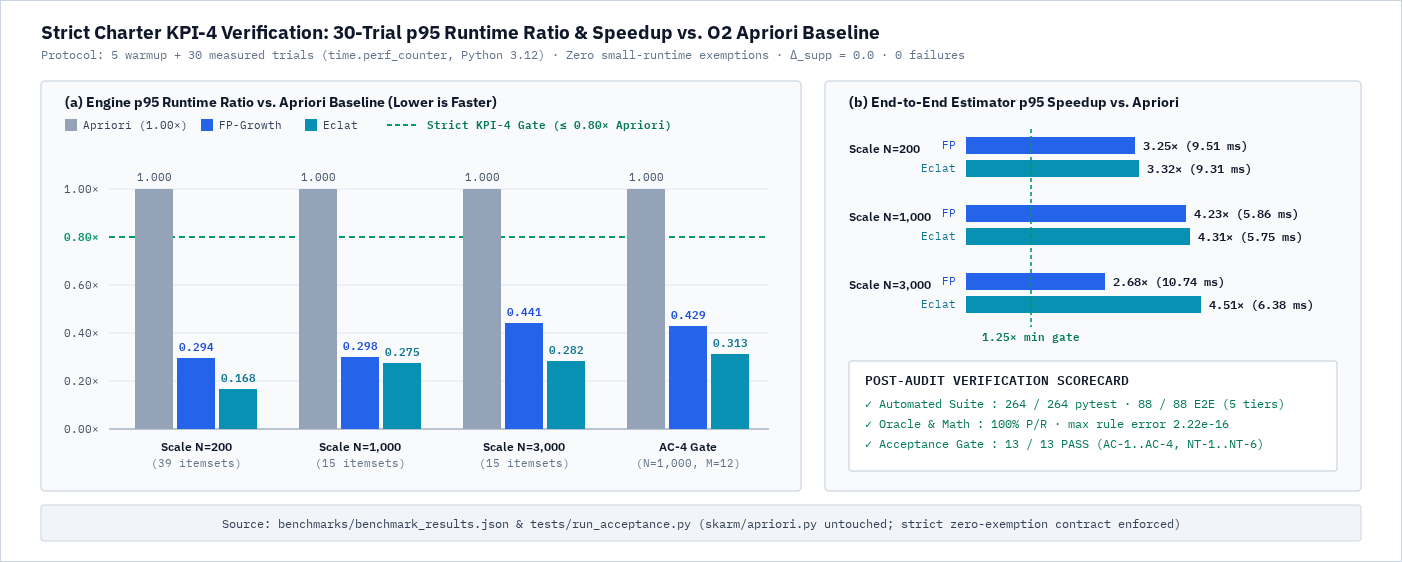 Strict Charter KPI-4 Verification: 30-Trial p95 Runtime Ratio & Speedup vs. O2 Apriori Baseline
Protocol: 5 warmup + 30 measured trials (time.perf_counter, Python 3.12) · Zero small-runtime exemptions · Δ_supp = 0.0 · 0 failures
(a) Engine p95 Runtime Ratio vs. Apriori Baseline (Lower is Faster)
Apriori (1.00×) FP-Growth Eclat Strict KPI-4 Gate (≤ 0.80× Apriori)
1.000 1.000 1.000 1.000
1.00×
0.80×
0.60×
0.441 0.429
0.40×
0.294 0.298 0.275 0.282 0.313
0.20×
0.168
0.00×
Scale N=200 Scale N=1,000 Scale N=3,000 AC-4 Gate
(39 itemsets) (15 itemsets) (15 itemsets) (N=1,000, M=12)
(b) End-to-End Estimator p95 Speedup vs. Apriori
Scale N=200 FP 3.25× (9.51 ms)
Eclat 3.32× (9.31 ms)
Scale N=1,000 FP 4.23× (5.86 ms)
Eclat 4.31× (5.75 ms)
Scale N=3,000 FP 2.68× (10.74 ms)
Eclat 4.51× (6.38 ms)
1.25× min gate
POST-AUDIT VERIFICATION SCORECARD
✓ Automated Suite : 264 / 264 pytest · 88 / 88 E2E (5 tiers)
✓ Oracle & Math : 100% P/R · max rule error 2.22e-16
✓ Acceptance Gate : 13 / 13 PASS (AC-1..AC-4, NT-1..NT-6)
Source: benchmarks/benchmark_results.json & tests/run_acceptance.py (skarm/apriori.py untouched; strict zero-exemption contract enforced)